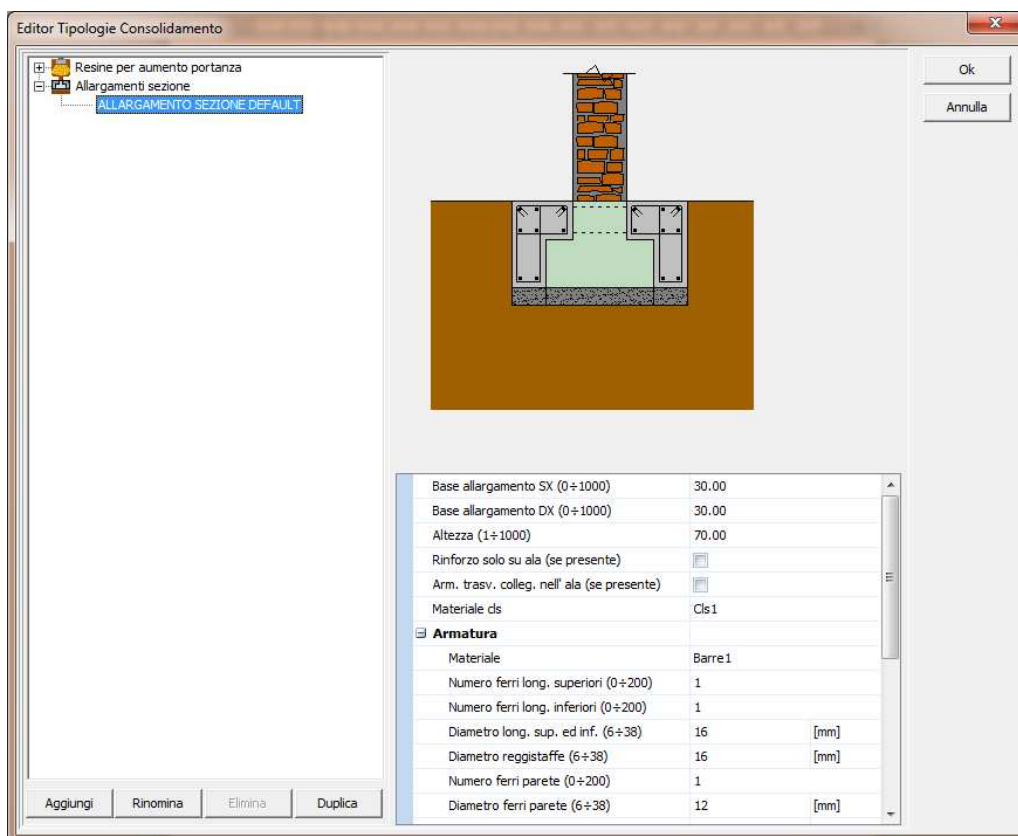 Editor Tipologie Consolidamento
Resine per aumento portanza
Allargamenti sezione
ALLARGAMENTO SEZIONE DEFAULT
Ok
Annulla
Base allargamento SX (0÷1000) 30.00
Base allargamento DX (0÷1000) 30.00
Altezza (1÷1000) 70.00
Rinforzo solo su ala (se presente)
Arm. trasv. colleg. nell' ala (se presente)
Materiale cls Cls1
Armatura
Materiale Barre1
Numero ferri long. superiori (0÷200) 1
Numero ferri long. inferiori (0÷200) 1
Diametro long. sup. ed inf. (6÷38) 16 [mm]
Diametro reggistaffe (6÷38) 16 [mm]
Numero ferri parete (0÷200) 1
Diametro ferri parete (6÷38) 12 [mm]
Aggiungi Rinomina Elimina Duplica